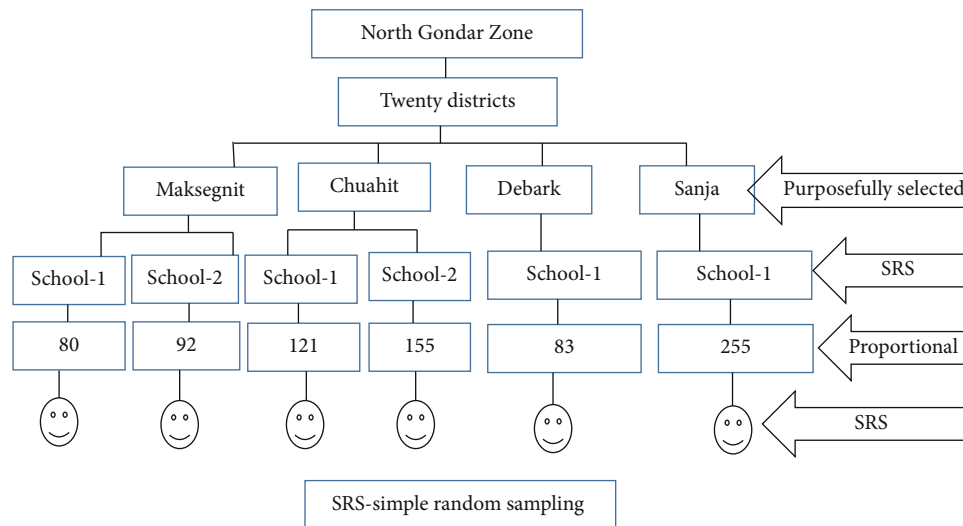 North Gondar Zone
Twenty districts
Maksegnit
Chuahit
Debark
Sanja
Purposefully selected
School-1
School-2
School-1
School-2
School-1
School-1
SRS
80
92
121
155
83
255
Proportional
SRS
SRS-simple random sampling